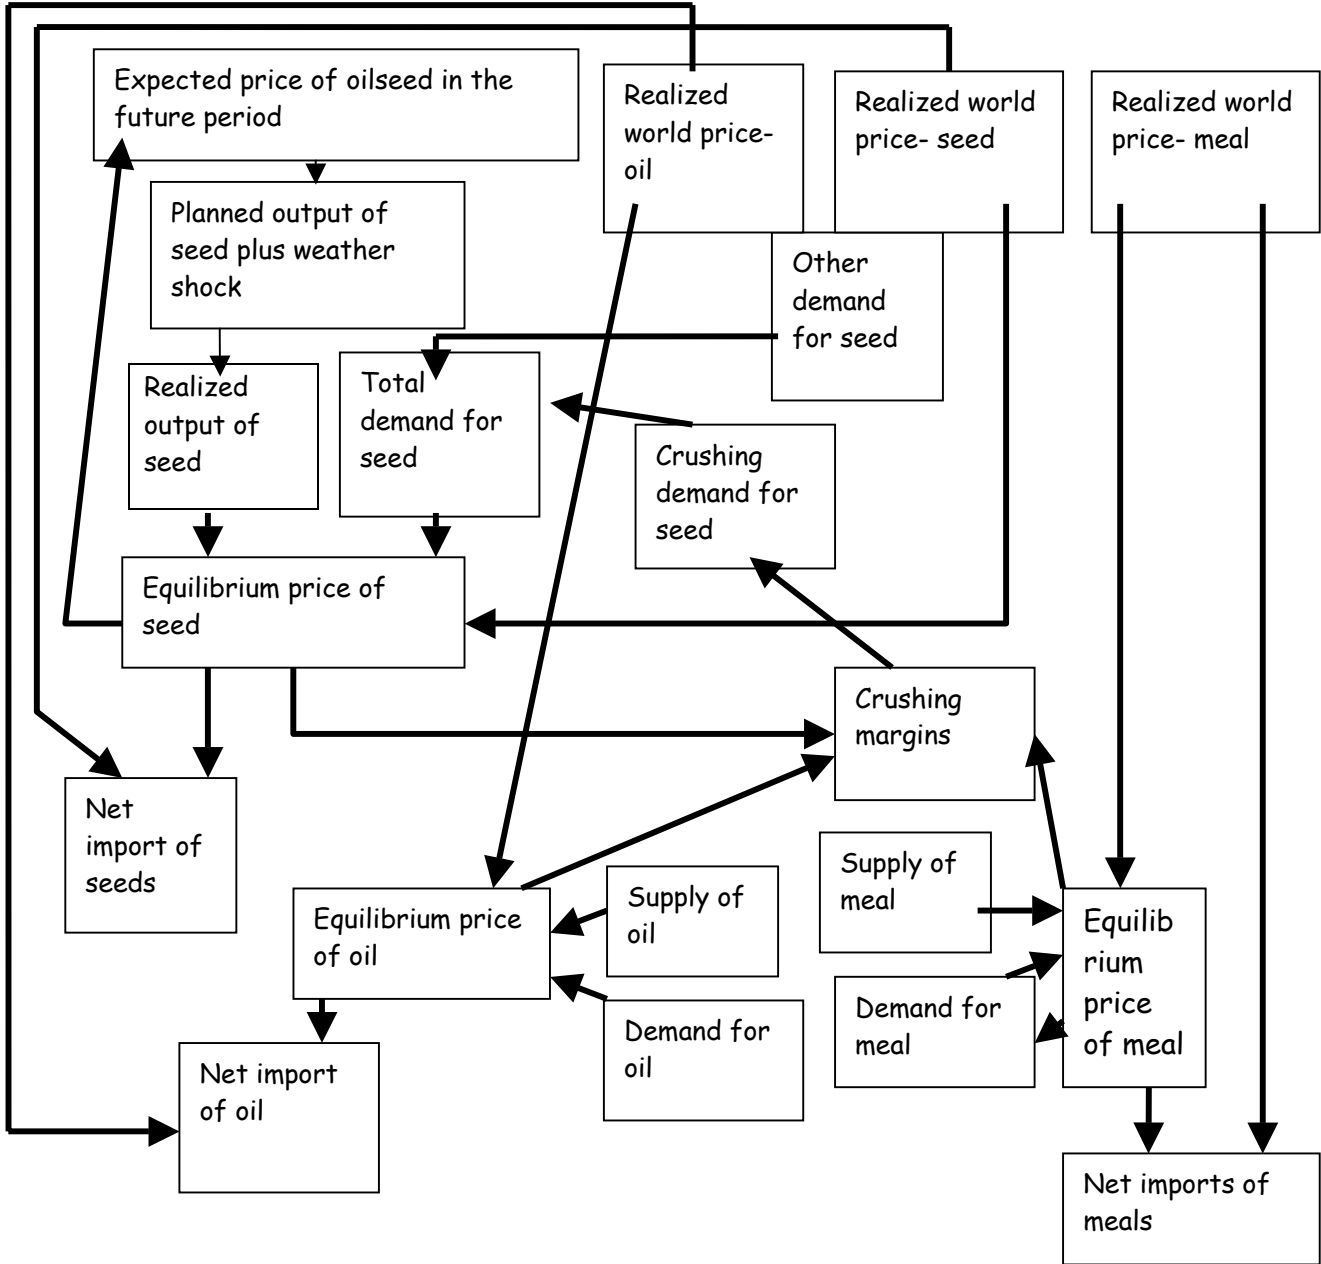 Expected price of oilseed in the
future period
Realized
world price-
oil
Realized world
price- seed
Realized world
price- meal
Planned output of
seed plus weather
shock
Other
demand
for seed
Realized
output of
seed
Total
demand for
seed
Crushing
demand for
seed
Equilibrium price of
seed
Crushing
margins
Net
import of
seeds
Supply of
meal
Supply of
oil
Equilibrium price
of oil
Equilib
rium
price
of meal
Demand for
meal
Demand for
oil
Net import
of oil
Net imports of
meals